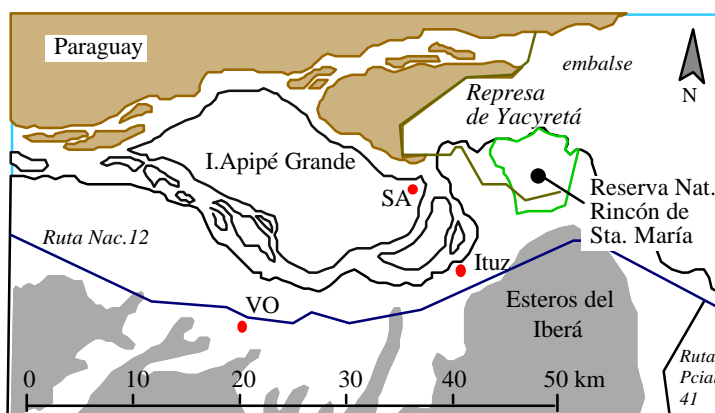 Paraguay
embalse
N
Represa
de Yacyretá
I.Apipé Grande
SA
Reserva Nat.
Rincón de
Sta. María
Ruta Nac.12
Ituz
VO
Esteros del
Iberá
Ruta
Pcial
41
0 10 20 30 40 50 km